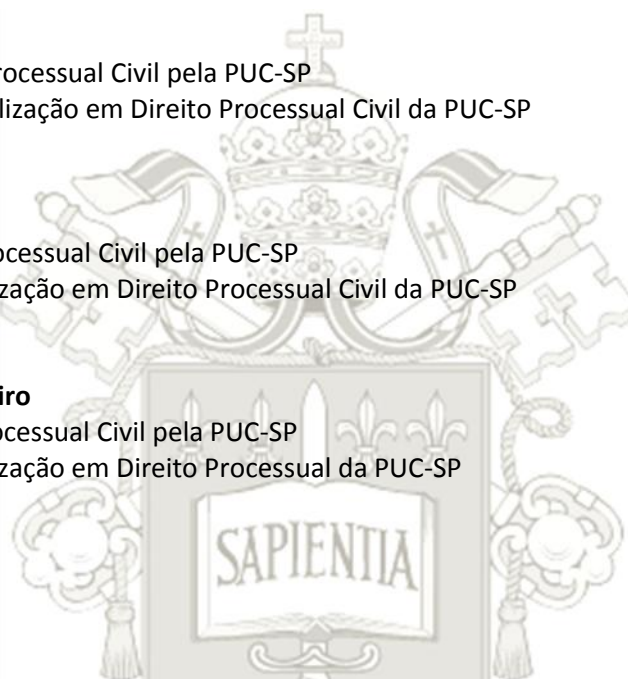 rocessual Civil pela PUC-SP
lização em Direito Processual Civil da PUC-SP
ocessual Civil pela PUC-SP
zação em Direito Processual Civil da PUC-SP
iro
ocessual Civil pela PUC-SP
zação em Direito Processual da PUC-SP
SAPIENTIA